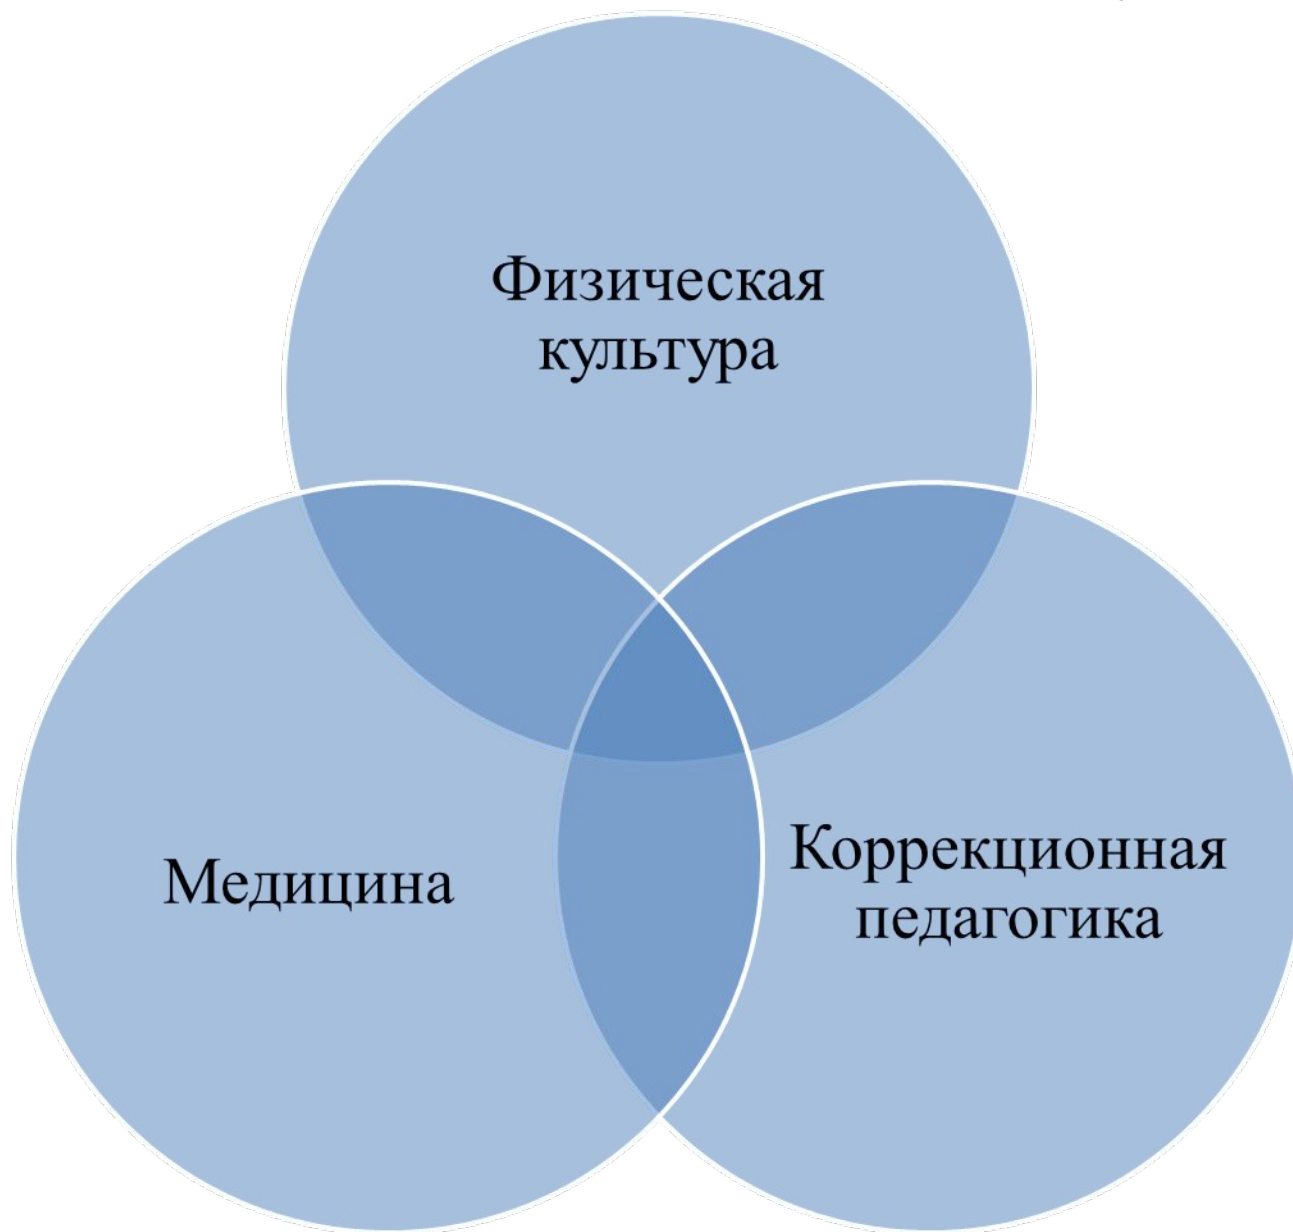 Физическая
культура
Медицина
Коррекционная
педагогика